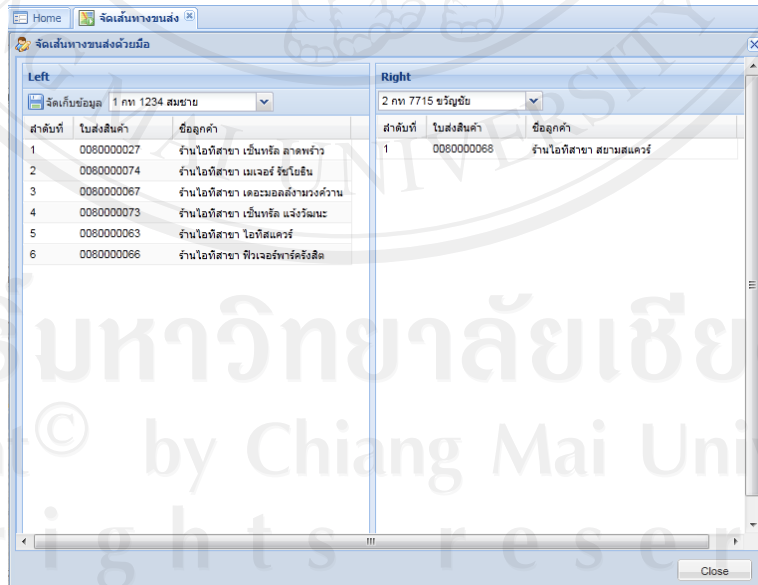 Home จัดเส้นทางขนส่ง
จัดเส้นทางขนส่งด้วยมือ
Left
จัดเก็บข้อมูล 1 กท 1234 สมชาย
ลำดับที่ ใบส่งสินค้า ชื่อลูกค้า
1 0080000027 ร้านไอทีสาขา เซ็นทรัล ลาดพร้าว
2 0080000074 ร้านไอทีสาขา เมเจอร์ รัชโยธิน
3 0080000067 ร้านไอทีสาขา เดอะมอลล์งามวงศ์วาน
4 0080000073 ร้านไอทีสาขา เซ็นทรัล แจ้งวัฒนะ
5 0080000063 ร้านไอทีสาขา ไอทีสแควร์
6 0080000066 ร้านไอทีสาขา ฟิวเจอร์พาร์ครังสิต
Right
2 กท 7715 ขวัญชัย
ลำดับที่ ใบส่งสินค้า ชื่อลูกค้า
1 0080000068 ร้านไอทีสาขา สยามสแควร์
Close
มหาวิทยาลัยเชีย
© by Chiang Mai Uni
rights reser